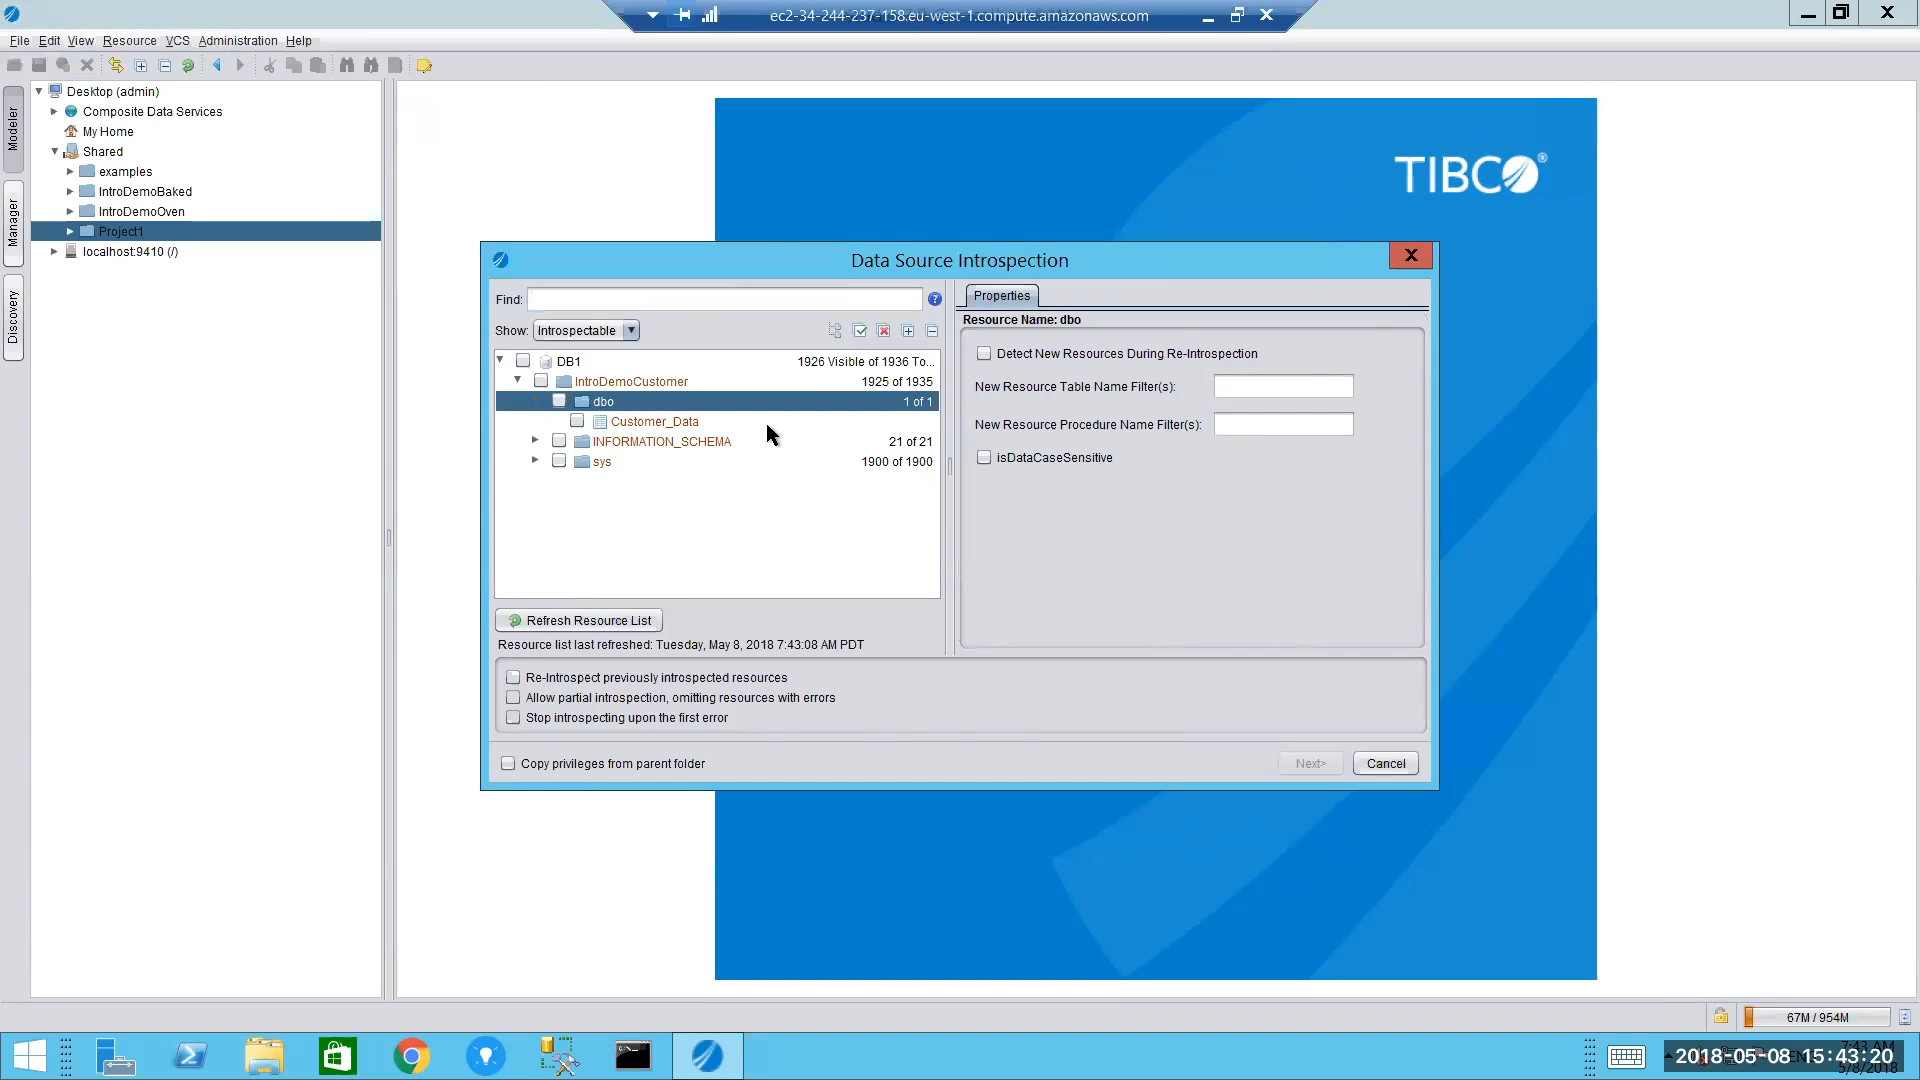 ec2-34-244-237-158.eu-west-1.compute.amazonaws.com
File Edit View Resource VCS Administration Help
Modeler
Manager
Discovery
Desktop (admin)
Composite Data Services
My Home
Shared
examples
IntroDemoBaked
IntroDemoOven
Project1
localhost:9410 (/)
TIBCO®
Data Source Introspection
Find:
Show: Introspectable
DB1 1926 Visible of 1936 To...
IntroDemoCustomer 1925 of 1935
dbo 1 of 1
Customer_Data
INFORMATION_SCHEMA 21 of 21
sys 1900 of 1900
Refresh Resource List
Resource list last refreshed: Tuesday, May 8, 2018 7:43:08 AM PDT
Properties
Resource Name: dbo
Detect New Resources During Re-Introspection
New Resource Table Name Filter(s):
New Resource Procedure Name Filter(s):
isDataCaseSensitive
Re-Introspect previously introspected resources
Allow partial introspection, omitting resources with errors
Stop introspecting upon the first error
Copy privileges from parent folder
Next>
Cancel
67M / 954M
2018-05-08 15:43:20
5/8/2018